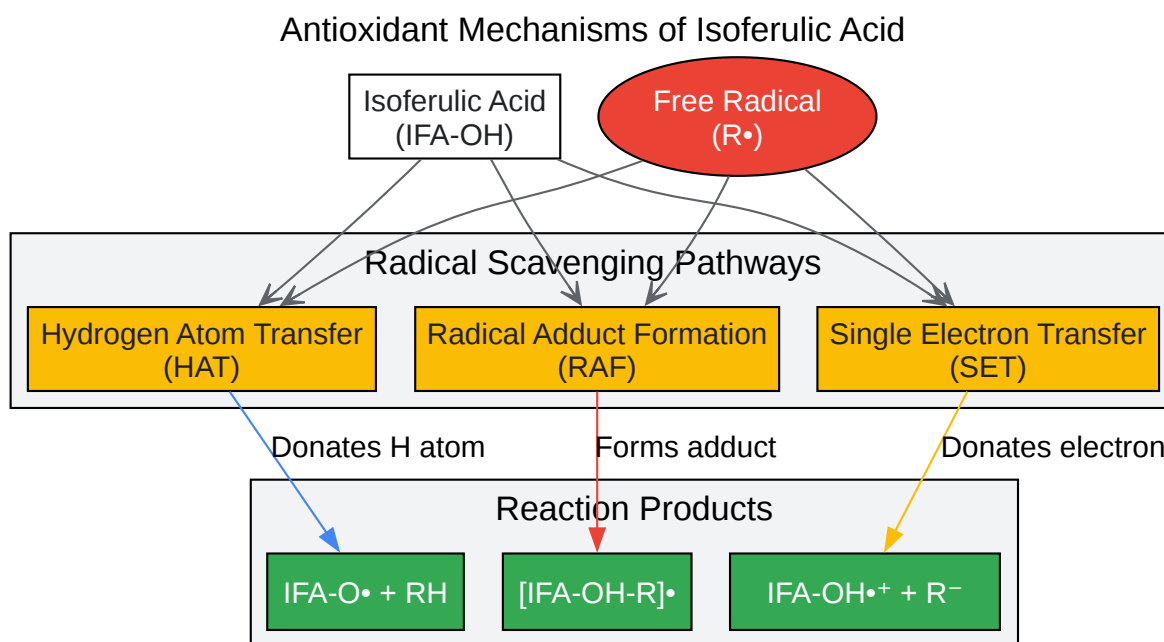 Antioxidant Mechanisms of Isoferulic Acid
Isoferulic Acid
(IFA-OH)
Free Radical
(R•)
Radical Scavenging Pathways
Hydrogen Atom Transfer
(HAT)
Radical Adduct Formation
(RAF)
Single Electron Transfer
(SET)
Donates H atom
Forms adduct
Donates electron
Reaction Products
IFA-O• + RH
[IFA-OH-R]•
IFA-OH•⁺ + R⁻